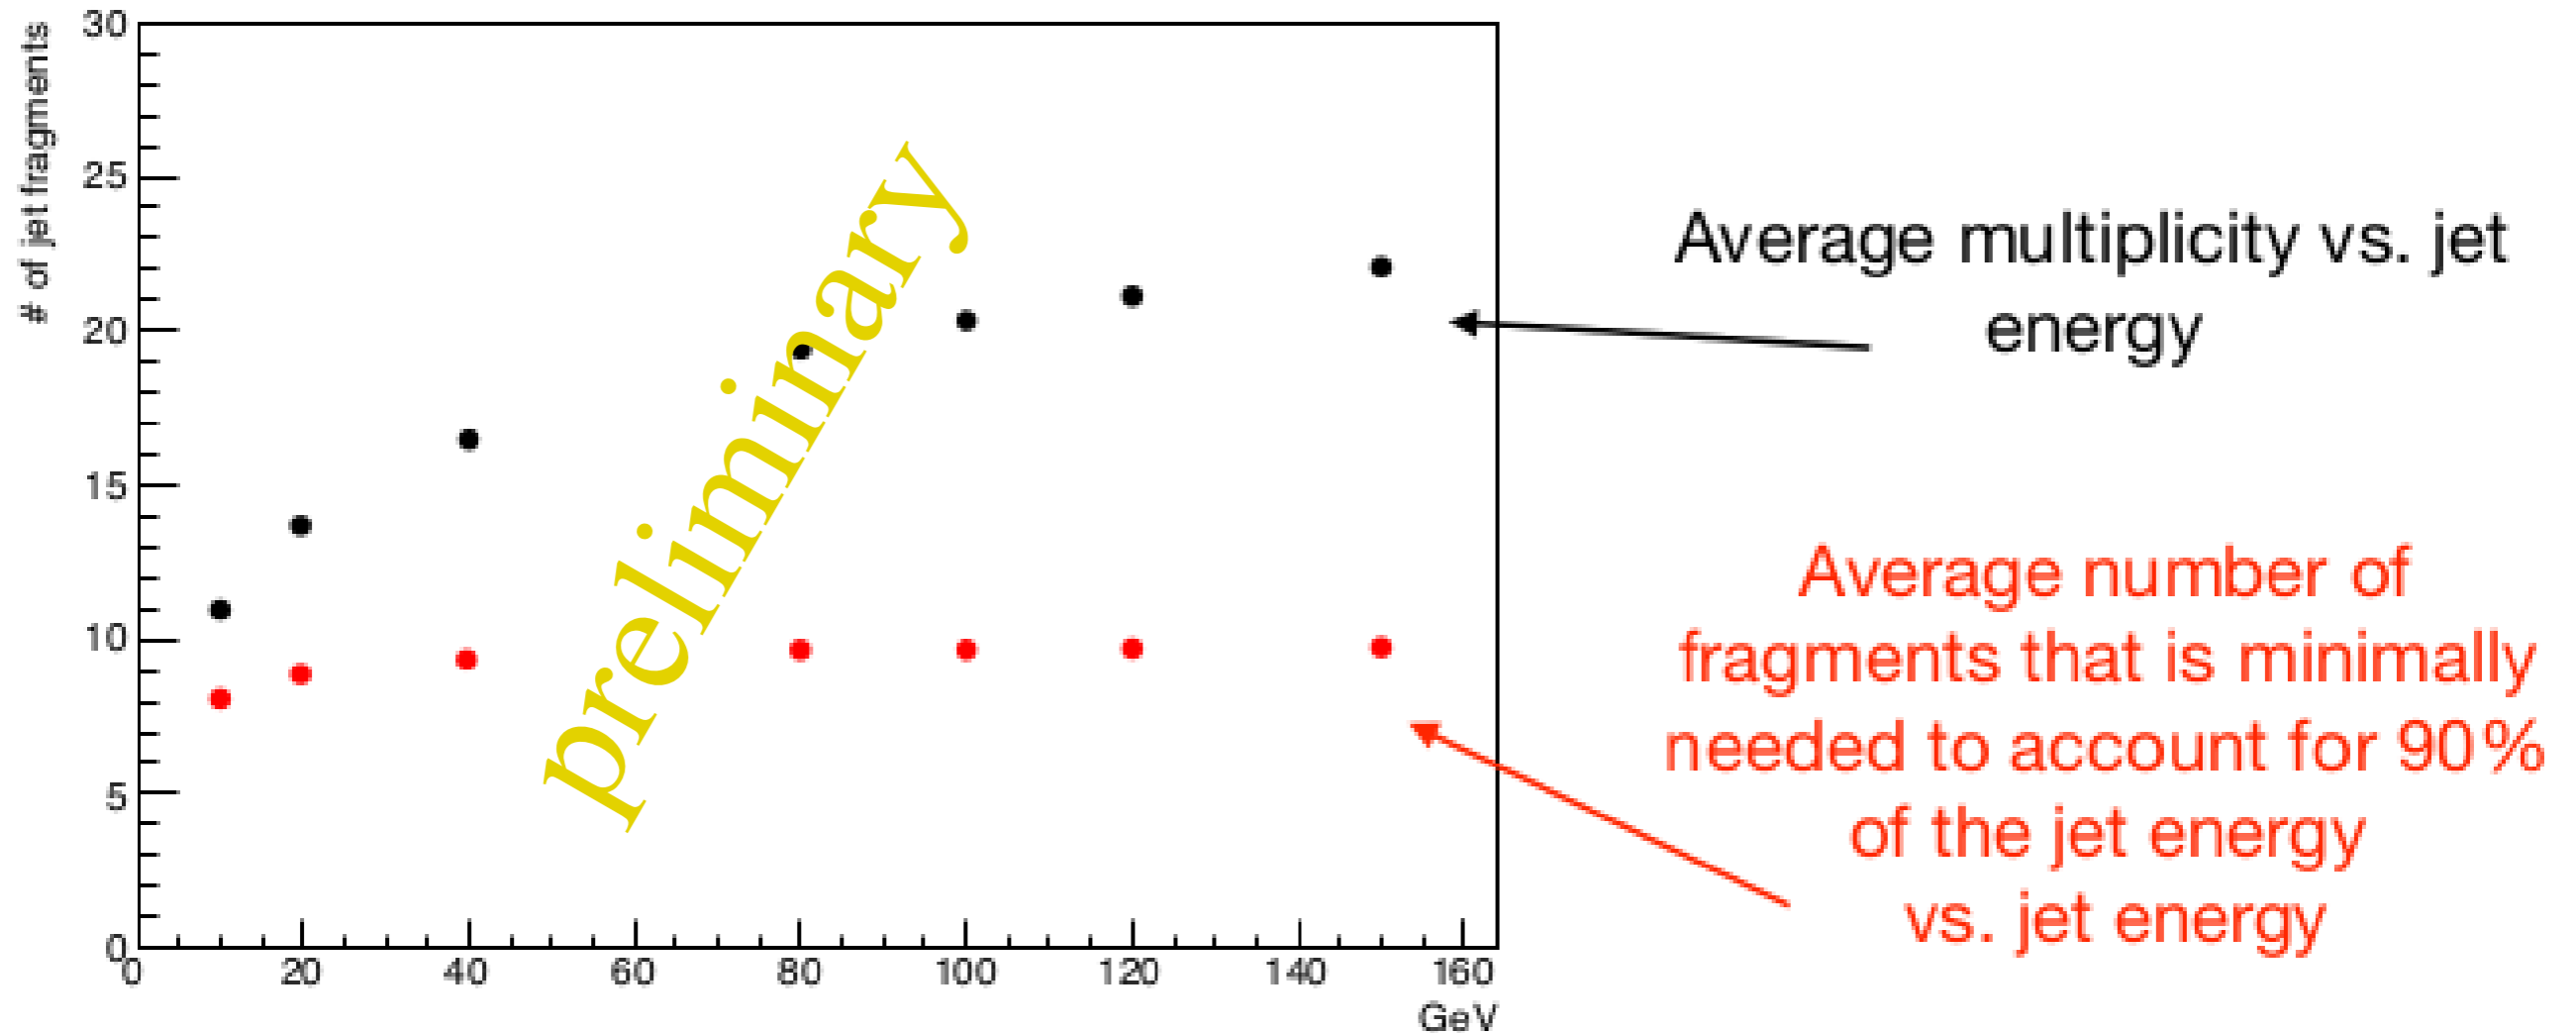 # of jet fragments
30
25
20
15
10
5
0
0 20 40 60 80 100 120 140 160
GeV
preliminary
Average multiplicity vs. jet
energy
Average number of
fragments that is minimally
needed to account for 90%
of the jet energy
vs. jet energy